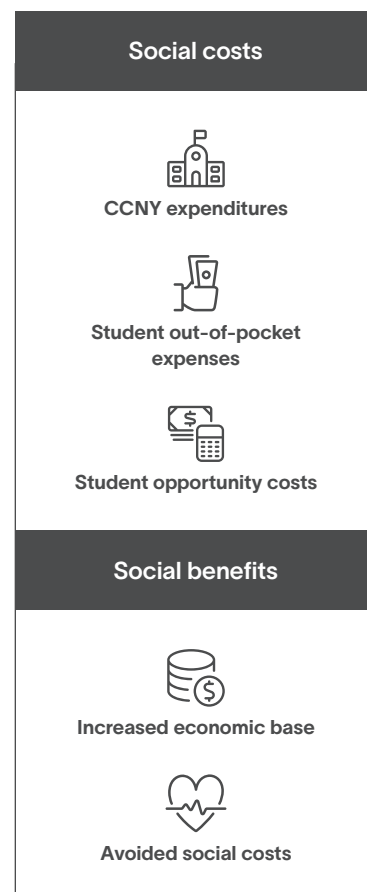 Social costs
CCNY expenditures
Student out-of-pocket
expenses
$
Student opportunity costs
Social benefits
$
Increased economic base
Avoided social costs